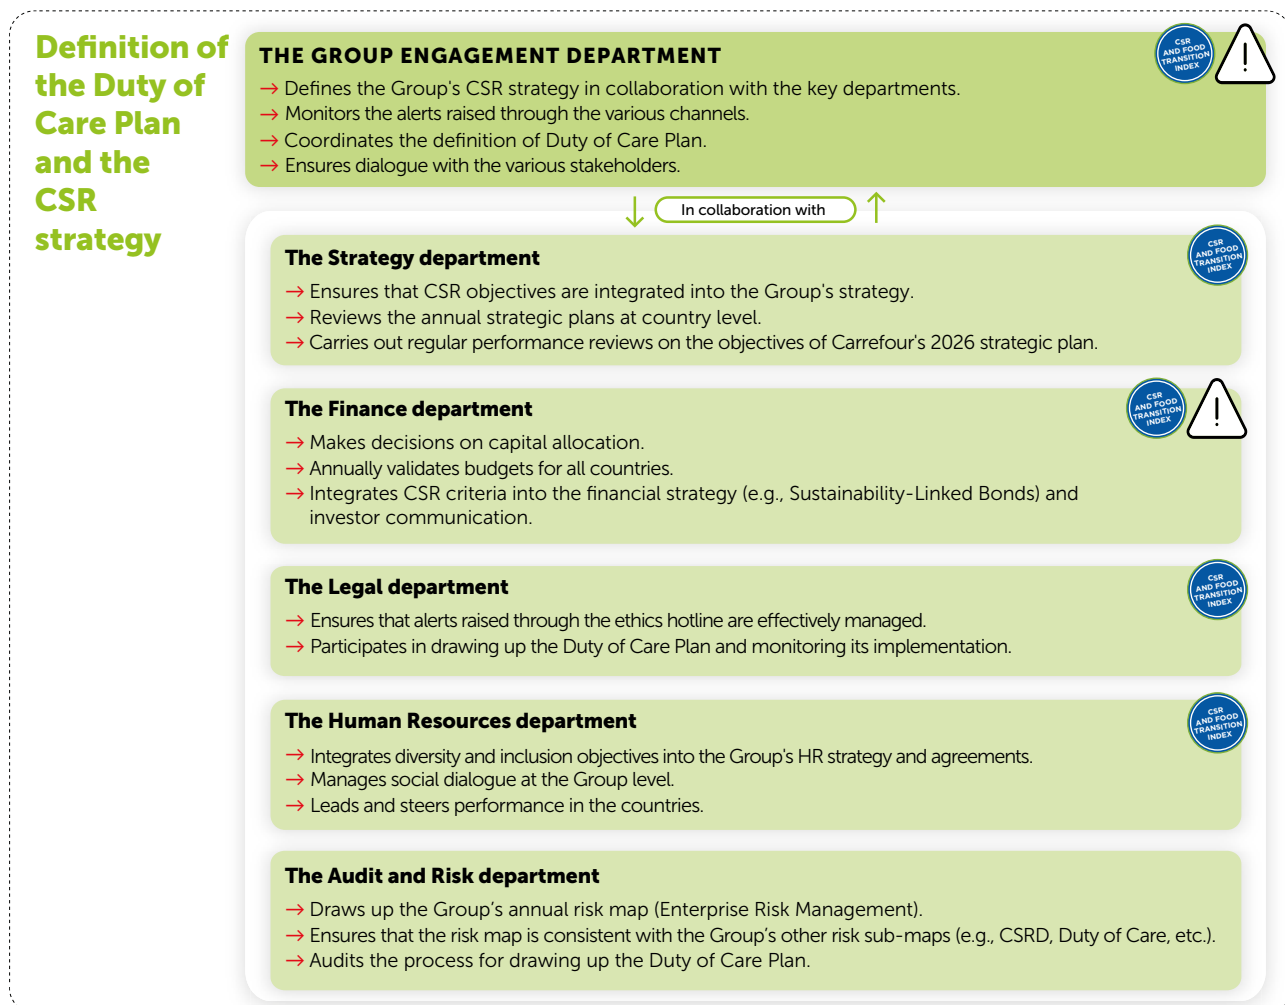 Definition of
the Duty of
Care Plan
and the
CSR
strategy
THE GROUP ENGAGEMENT DEPARTMENT
→ Defines the Group's CSR strategy in collaboration with the key departments.
→ Monitors the alerts raised through the various channels.
→ Coordinates the definition of Duty of Care Plan.
→ Ensures dialogue with the various stakeholders.
CSR
AND FOOD
TRANSITION
INDEX
!
↓ In collaboration with ↑
The Strategy department
→ Ensures that CSR objectives are integrated into the Group's strategy.
→ Reviews the annual strategic plans at country level.
→ Carries out regular performance reviews on the objectives of Carrefour's 2026 strategic plan.
CSR
AND FOOD
TRANSITION
INDEX
The Finance department
→ Makes decisions on capital allocation.
→ Annually validates budgets for all countries.
→ Integrates CSR criteria into the financial strategy (e.g., Sustainability-Linked Bonds) and
investor communication.
CSR
AND FOOD
TRANSITION
INDEX
!
The Legal department
→ Ensures that alerts raised through the ethics hotline are effectively managed.
→ Participates in drawing up the Duty of Care Plan and monitoring its implementation.
CSR
AND FOOD
TRANSITION
INDEX
The Human Resources department
→ Integrates diversity and inclusion objectives into the Group's HR strategy and agreements.
→ Manages social dialogue at the Group level.
→ Leads and steers performance in the countries.
CSR
AND FOOD
TRANSITION
INDEX
The Audit and Risk department
→ Draws up the Group’s annual risk map (Enterprise Risk Management).
→ Ensures that the risk map is consistent with the Group’s other risk sub-maps (e.g., CSRD, Duty of Care, etc.).
→ Audits the process for drawing up the Duty of Care Plan.